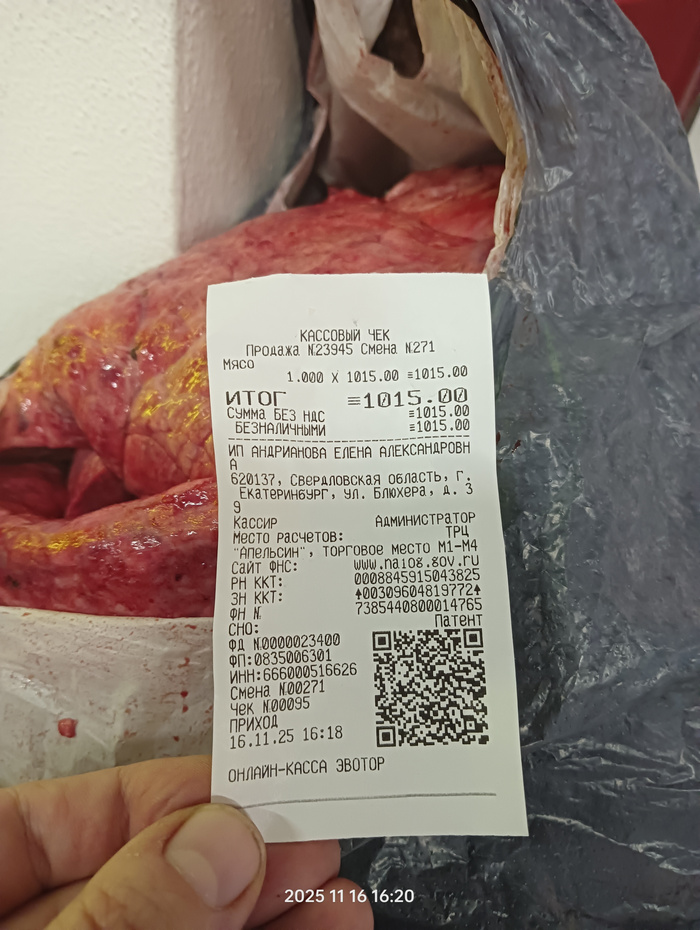 КАССОВЫЙ ЧЕК
Продажа №23945 Смена №271
Мясо
1.000 X 1015.00 ≡1015.00
ИТОГ ≡1015.00
СУММА БЕЗ НДС ≡1015.00
БЕЗНАЛИЧНЫМИ ≡1015.00
ИП АНДРИАНОВА ЕЛЕНА АЛЕКСАНДРОВН
А
620137, СВЕРДЛОВСКАЯ ОБЛАСТЬ, Г.
ЕКАТЕРИНБУРГ, УЛ. БЛЮХЕРА, Д. 3
9
Кассир Администратор
Место расчетов: ТРЦ
"Апельсин", торговое место М1-М4
Сайт ФНС: www.nalog.gov.ru
РН ККТ: 0008845915043825
ЗН ККТ: ↑00309604819772↑
ФН № 7385440800014765
СНО: Патент
ФД №0000023400
ФП:0835006301
ИНН:666000516626
Смена №00271
Чек №00095
ПРИХОД
16.11.25 16:18
ОНЛАЙН-КАССА ЭВОТОР
2025 11 16 16:20